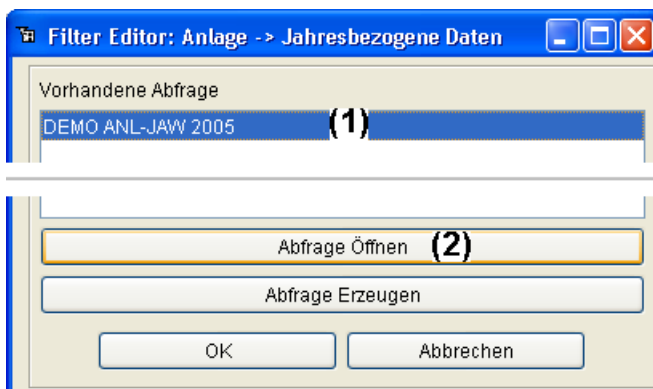 Filter Editor: Anlage -> Jahresbezogene Daten
Vorhandene Abfrage
DEMO ANL-JAW 2005 (1)
Abfrage Öffnen (2)
Abfrage Erzeugen
OK Abbrechen